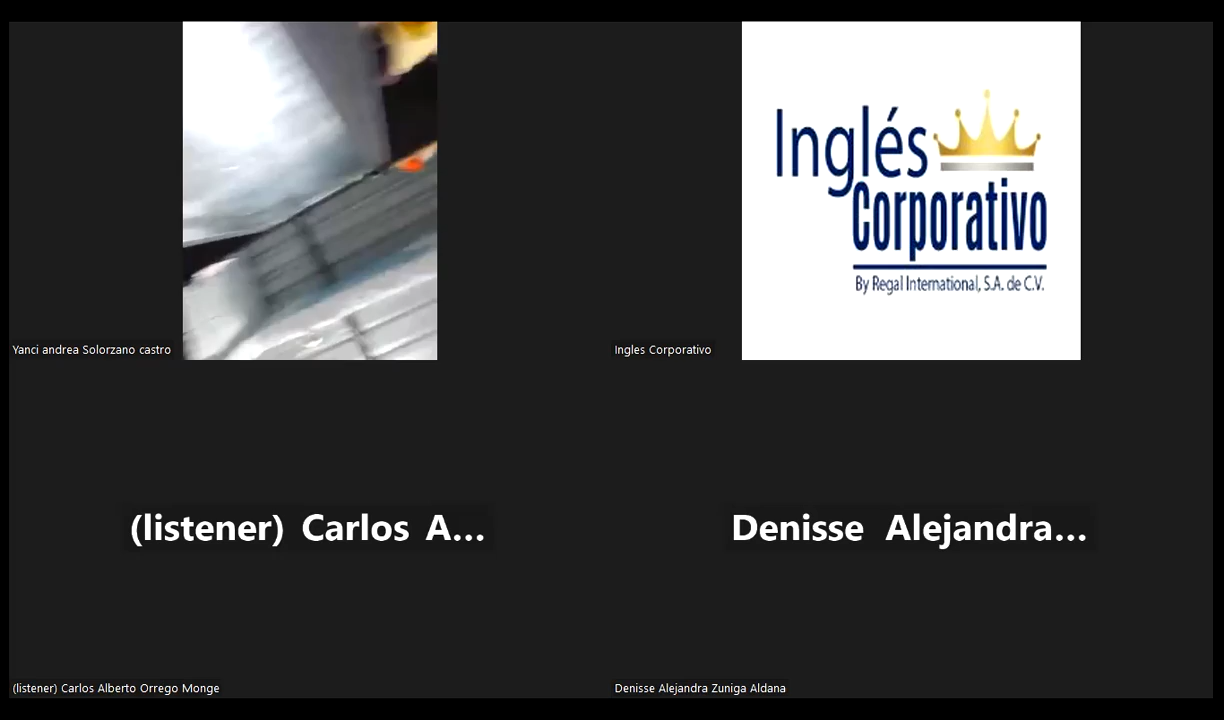 Inglés
Corporativo
By Regal International, S.A. de C.V.
Yanci andrea Solorzano castro
Ingles Corporativo
(listener) Carlos A...
Denisse Alejandra...
(listener) Carlos Alberto Orrego Monge
Denisse Alejandra Zuniga Aldana